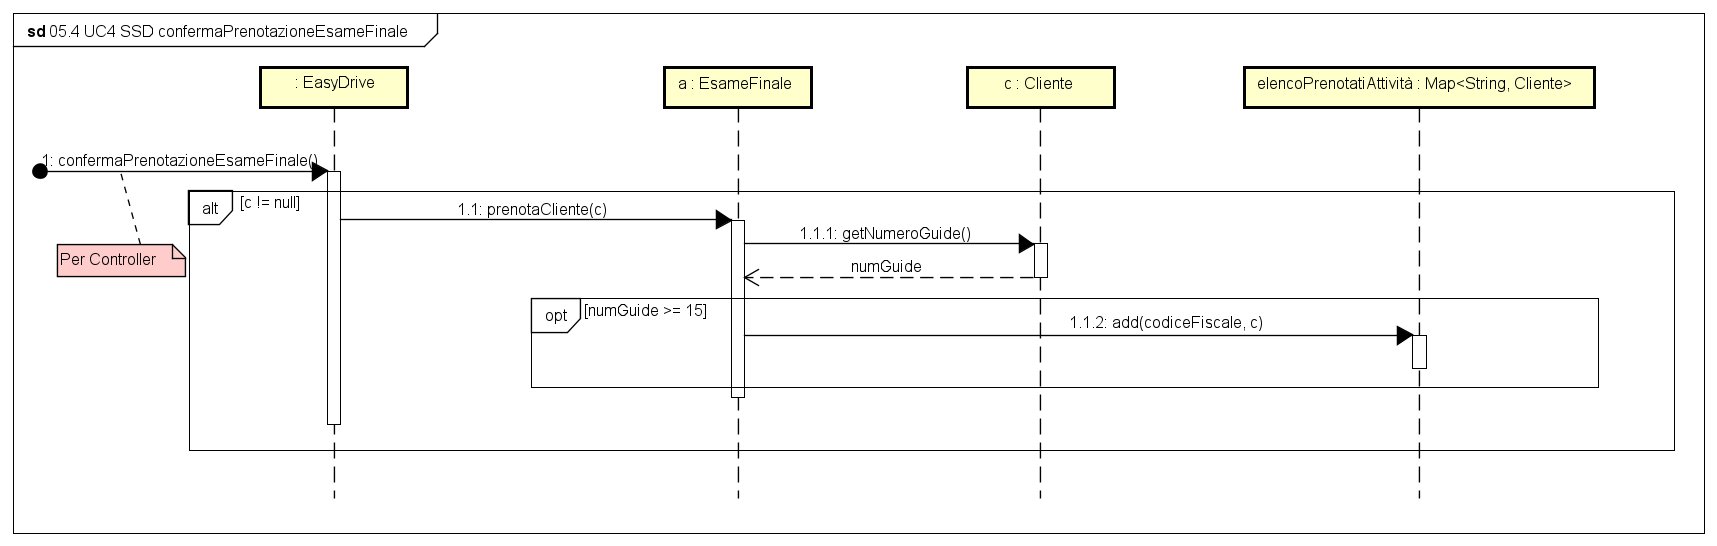 sd 05.4 UC4 SSD confermaPrenotazioneEsameFinale
: EasyDrive
a : EsameFinale
c : Cliente
elencoPrenotatiAttività : Map<String, Cliente>
1: confermaPrenotazioneEsameFinale()
alt
[c != null]
1.1: prenotaCliente(c)
1.1.1: getNumeroGuide()
Per Controller
numGuide
opt
[numGuide >= 15]
1.1.2: add(codiceFiscale, c)